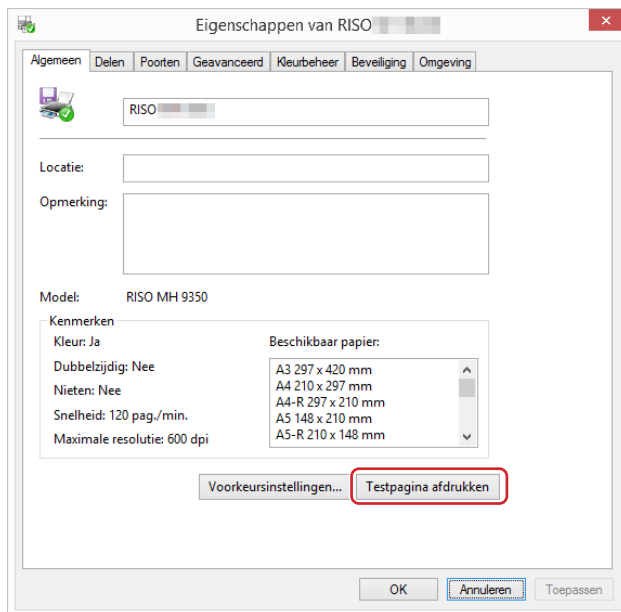 Eigenschappen van RISO
Algemeen Delen Poorten Geavanceerd Kleurbeheer Beveiliging Omgeving
RISO
Locatie:
Opmerking:
Model: RISO MH 9350
Kenmerken
Kleur: Ja
Dubbelzijdig: Nee
Nieten: Nee
Snelheid: 120 pag./min.
Maximale resolutie: 600 dpi
Beschikbaar papier:
A3 297 x 420 mm
A4 210 x 297 mm
A4-R 297 x 210 mm
A5 148 x 210 mm
A5-R 210 x 148 mm
Voorkeursinstellingen... Testpagina afdrukken
OK Annuleren Toepassen